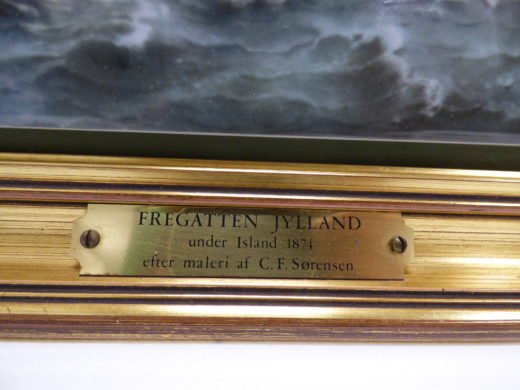 FREGATTEN JYLLAND
under Island 1874
efter maleri af C. F. Sørensen